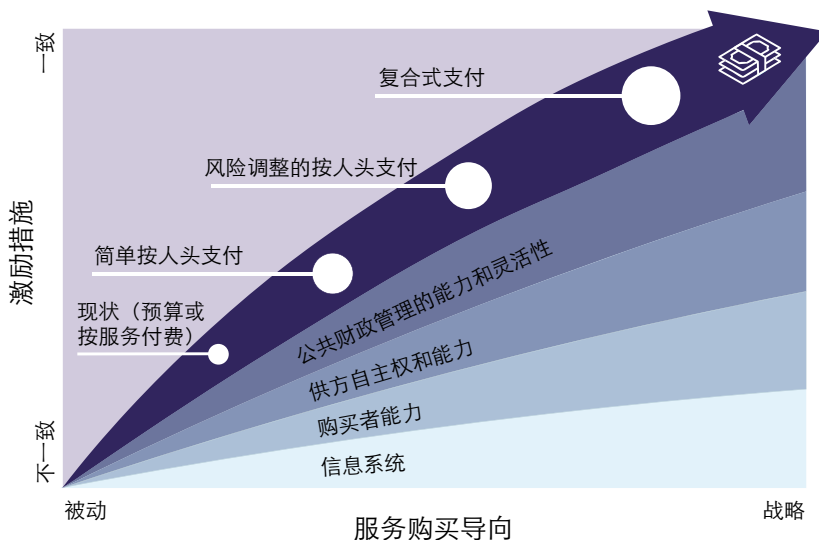 一致
复合式支付
风险调整的按人头支付
激励措施
简单按人头支付
现状（预算或
按服务付费）
公共财政管理的能力和灵活性
供方自主权和能力
购买者能力
信息系统
不一致
被动
战略
服务购买导向